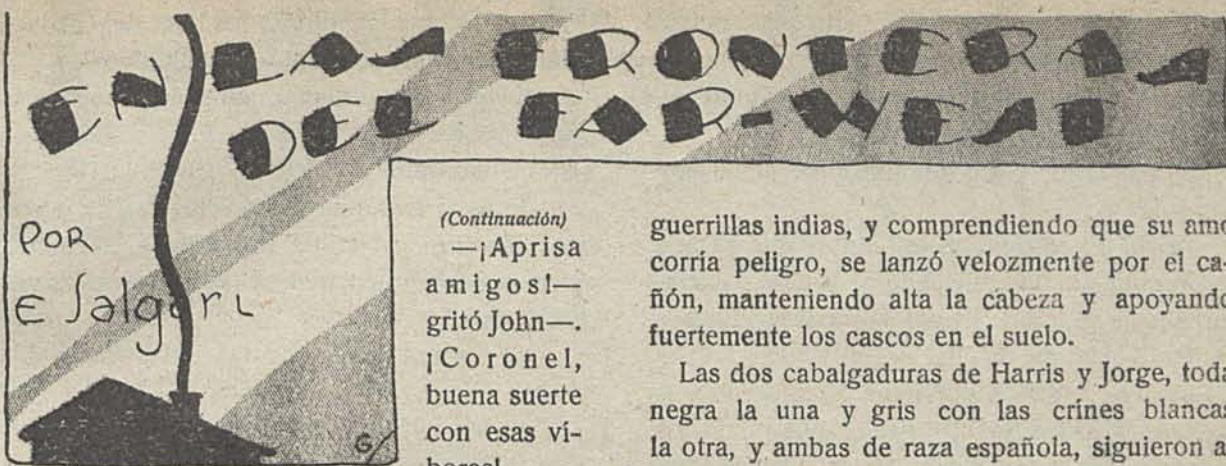 EN LAS FRONTERAS
DEL FAR-WEST
POR
E Salgari
G/
(Continuación)
—¡Aprisa
amigos!—
gritó John—.
¡Coronel,
buena suerte
con esas ví-
boras!
guerrillas indias, y comprendiendo que su amo
corría peligro, se lanzó velozmente por el ca-
ñón, manteniendo alta la cabeza y apoyando
fuertemente los cascos en el suelo.
Las dos cabalgaduras de Harris y Jorge, toda
negra la una y gris con las crines blancas
la otra, y ambas de raza española, siguieron a